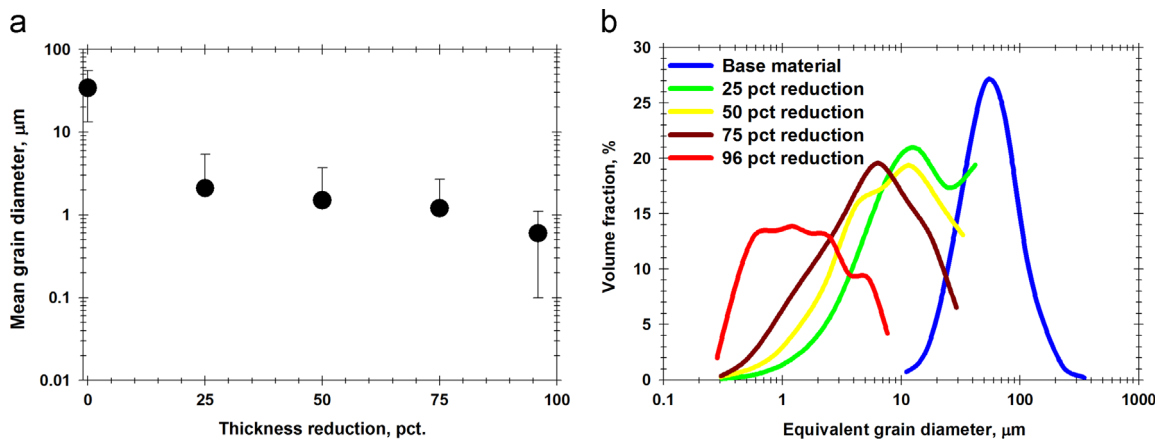 a
Mean grain diameter, μm
100
10
1
0.1
0.01
0
25
50
75
100
Thickness reduction, pct.
b
Volume fraction, %
30
25
20
15
10
5
0
Base material
25 pct reduction
50 pct reduction
75 pct reduction
96 pct reduction
0.1
1
10
100
1000
Equivalent grain diameter, μm